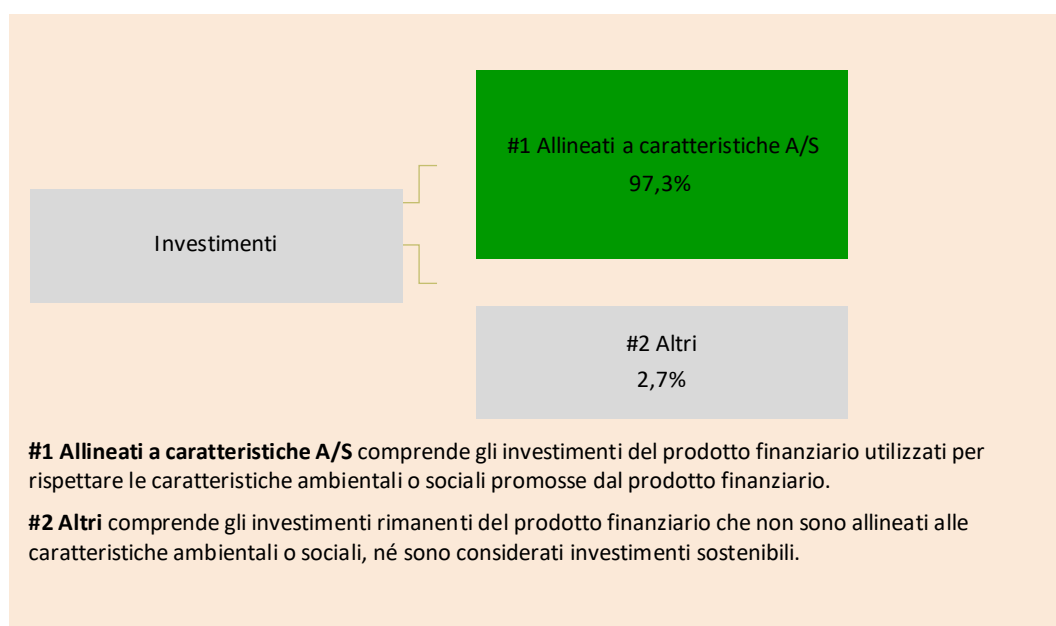 #1 Allineati a caratteristiche A/S
97,3%
Investimenti
#2 Altri
2,7%
#1 Allineati a caratteristiche A/S comprende gli investimenti del prodotto finanziario utilizzati per
rispettare le caratteristiche ambientali o sociali promosse dal prodotto finanziario.
#2 Altri comprende gli investimenti rimanenti del prodotto finanziario che non sono allineati alle
caratteristiche ambientali o sociali, né sono considerati investimenti sostenibili.